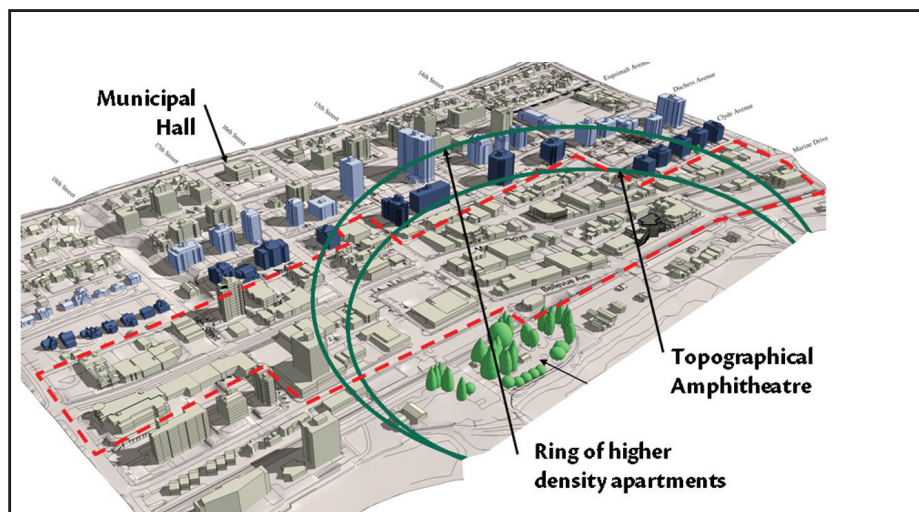 Municipal
Hall
14th Street
15th Street
16th Street
17th Street
18th Street
Esquimalt Avenue
Duchess Avenue
Clyde Avenue
Marine Drive
Bellevue Ave
Topographical
Amphitheatre
Ring of higher
density apartments